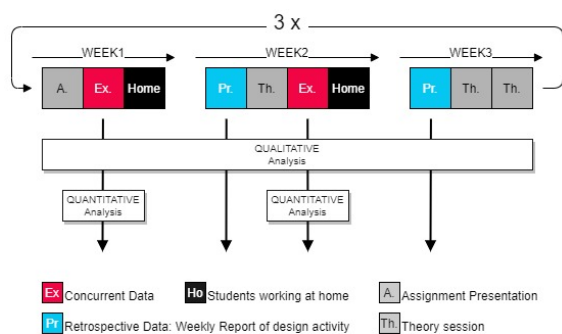 3 x
WEEK1 WEEK2 WEEK3
A. Ex. Home Pr. Th. Ex. Home Pr. Th. Th.
QUALITATIVE
Analysis
QUANTITATIVE QUANTITATIVE
Analysis Analysis
Ex Concurrent Data Ho Students working at home A. Assignment Presentation
Pr Retrospective Data: Weekly Report of design activity Th. Theory session